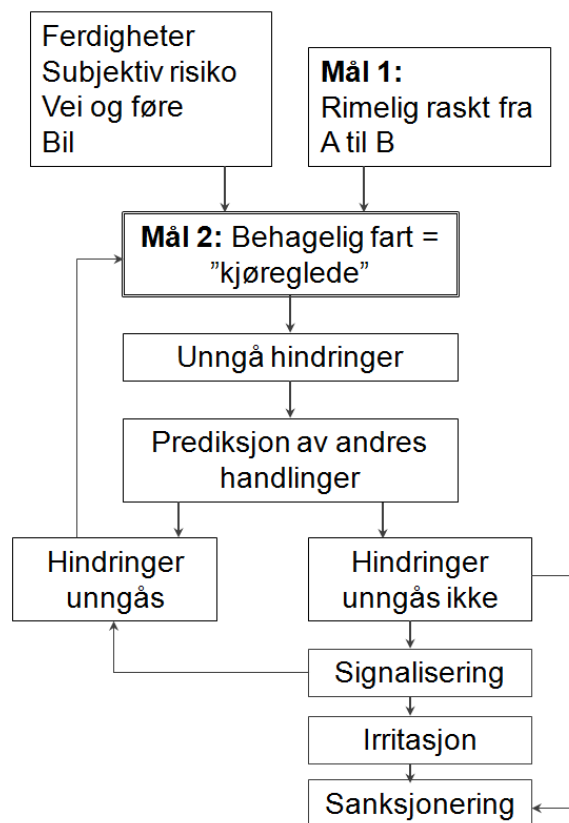 Ferdigheter
Subjektiv risiko
Vei og føre
Bil
Mål 1:
Rimelig raskt fra
A til B
Mål 2: Behagelig fart =
”kjøreglede”
Unngå hindringer
Prediksjon av andres
handlinger
Hindringer
unngås
Hindringer
unngås ikke
Signalisering
Irritasjon
Sanksjonering